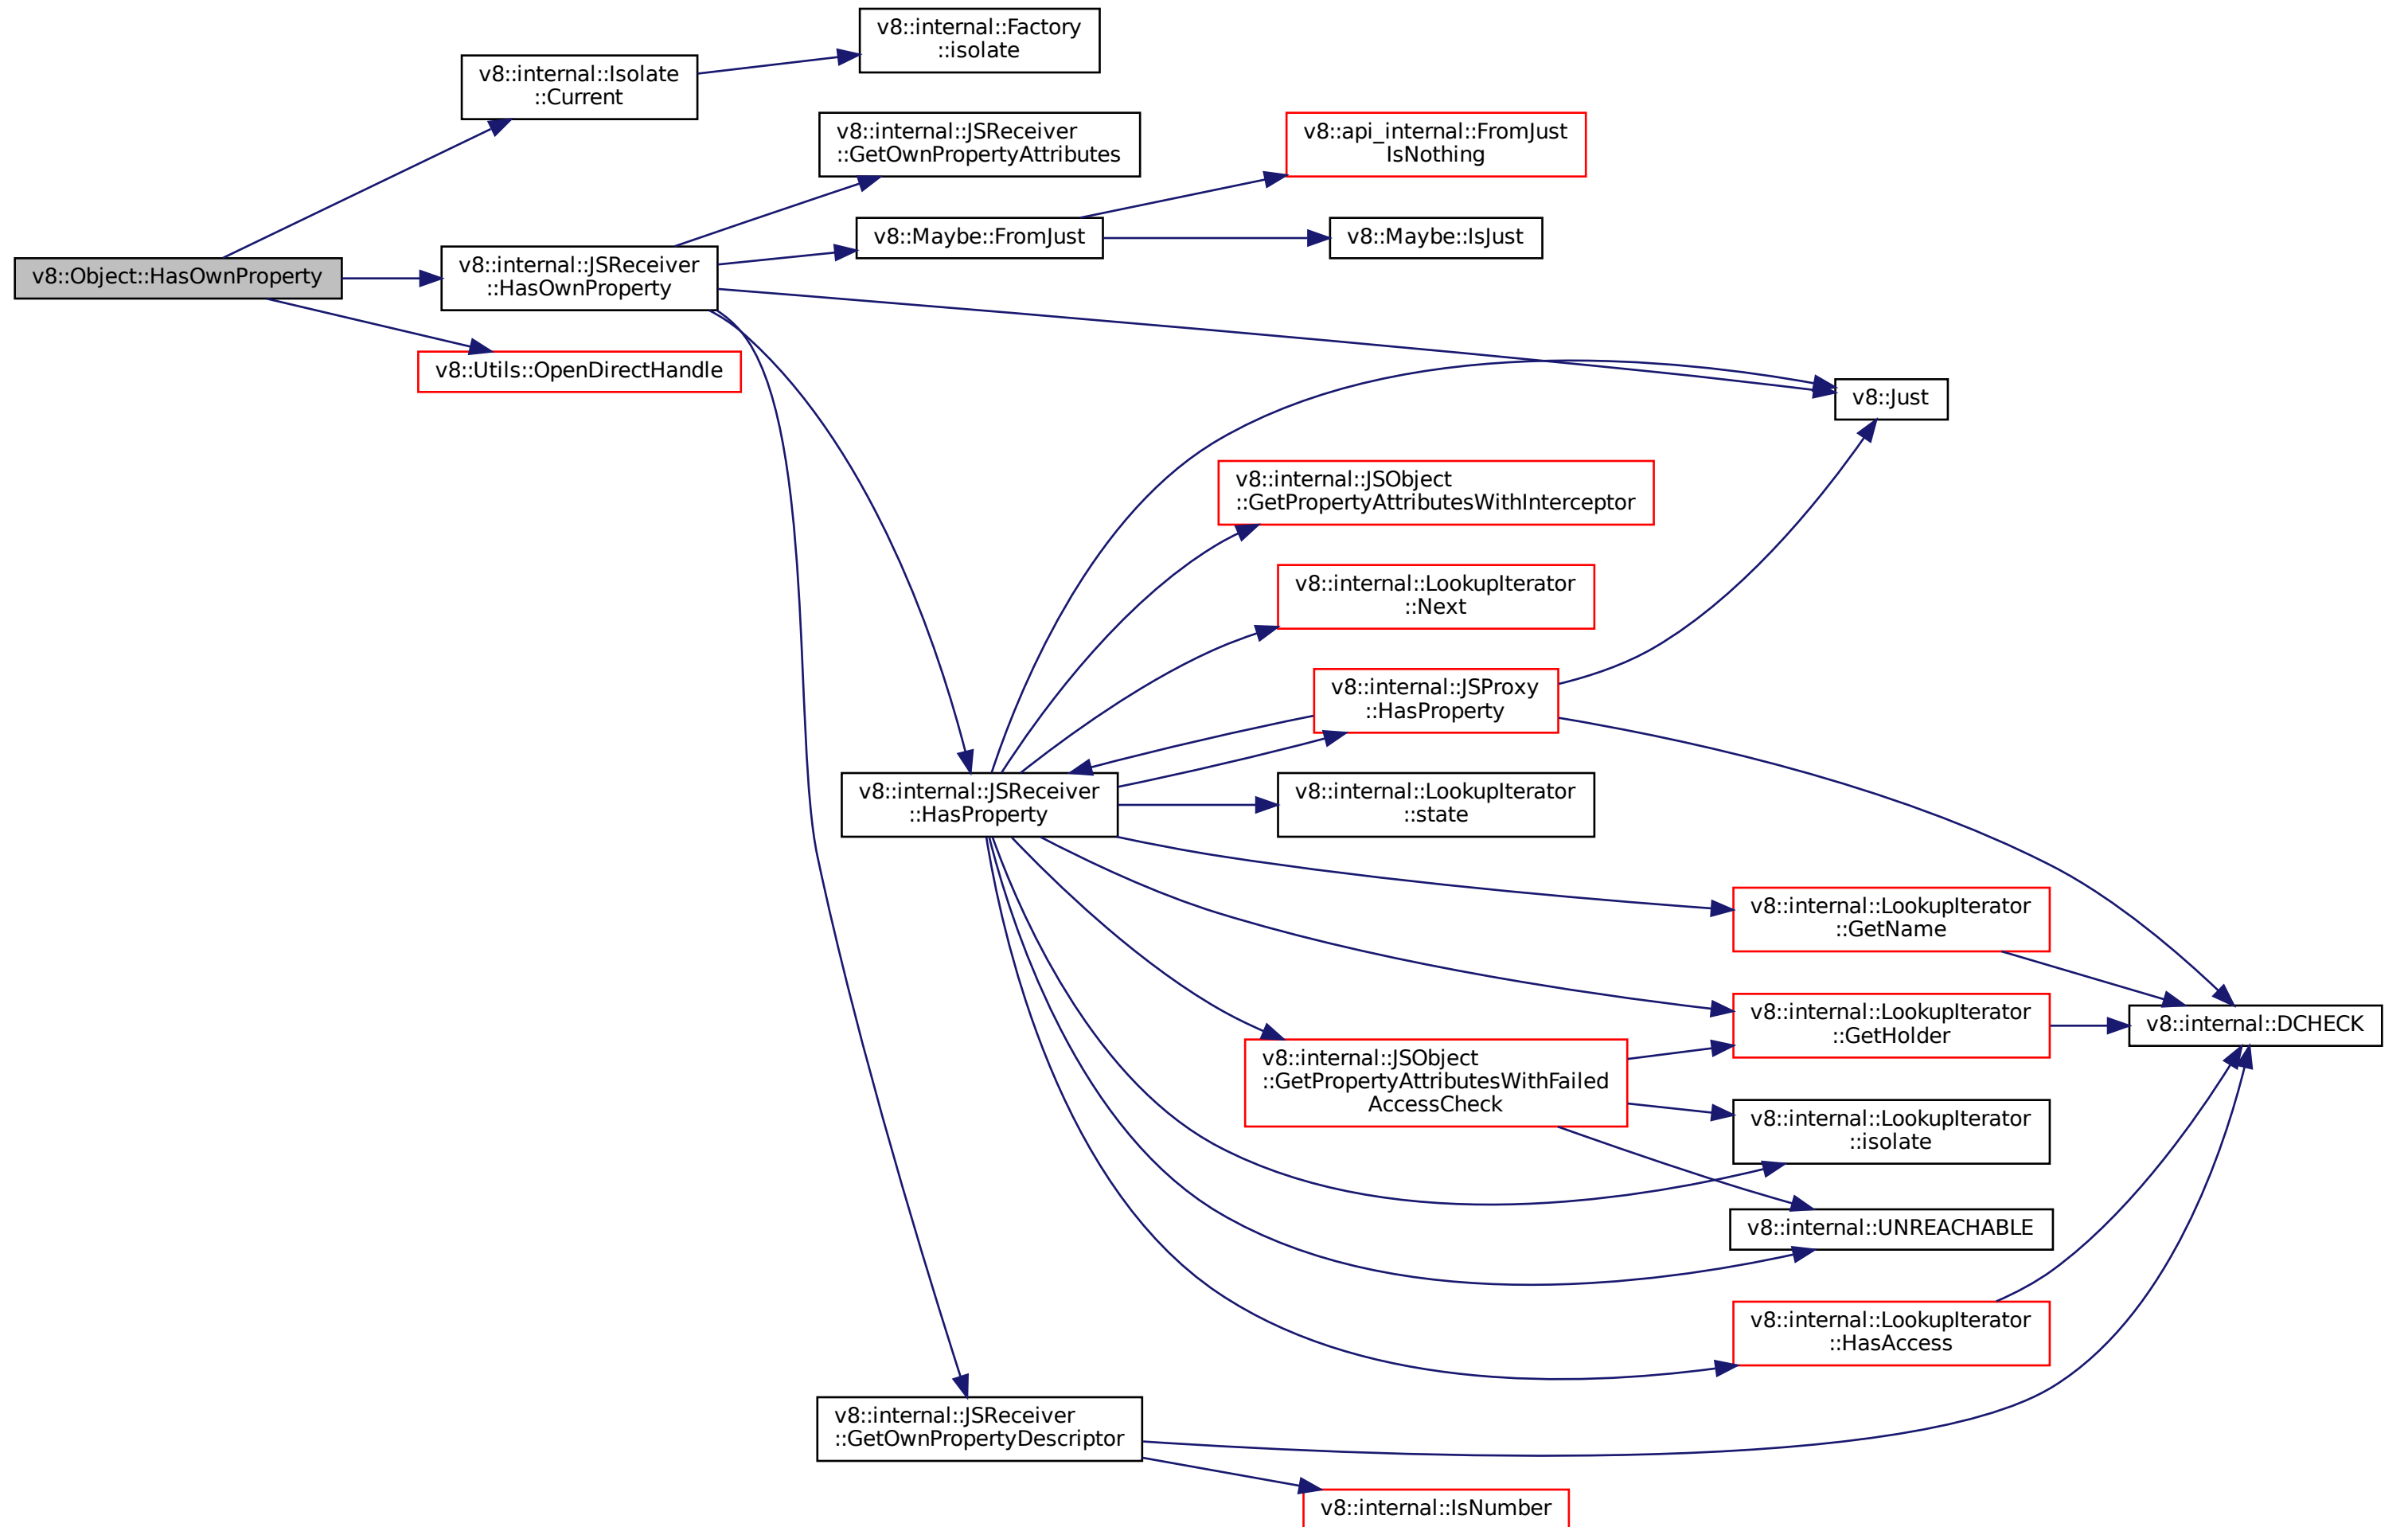 v8::internal::Factory
::isolate
v8::internal::Isolate
::Current
v8::internal::JSReceiver
::GetOwnPropertyAttributes
v8::api_internal::FromJust
IsNothing
v8::Maybe::FromJust
v8::Maybe::IsJust
v8::Object::HasOwnProperty
v8::internal::JSReceiver
::HasOwnProperty
v8::Utils::OpenDirectHandle
v8::Just
v8::internal::JSObject
::GetPropertyAttributesWithInterceptor
v8::internal::LookupIterator
::Next
v8::internal::JSProxy
::HasProperty
v8::internal::JSReceiver
::HasProperty
v8::internal::LookupIterator
::state
v8::internal::LookupIterator
::GetName
v8::internal::LookupIterator
::GetHolder
v8::internal::DCHECK
v8::internal::JSObject
::GetPropertyAttributesWithFailed
AccessCheck
v8::internal::LookupIterator
::isolate
v8::internal::UNREACHABLE
v8::internal::LookupIterator
::HasAccess
v8::internal::JSReceiver
::GetOwnPropertyDescriptor
v8::internal::IsNumber